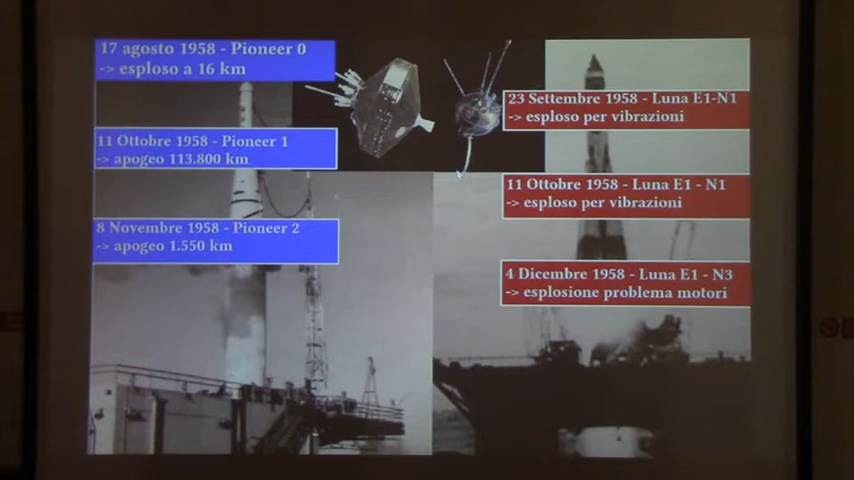 17 agosto 1958 - Pioneer 0
-> esploso a 16 km
11 Ottobre 1958 - Pioneer 1
-> apogeo 113.800 km
8 Novembre 1958 - Pioneer 2
-> apogeo 1.550 km
23 Settembre 1958 - Luna E1-N1
-> esploso per vibrazioni
11 Ottobre 1958 - Luna E1 - N1
-> esploso per vibrazioni
4 Dicembre 1958 - Luna E1 - N3
-> esplosione problema motori